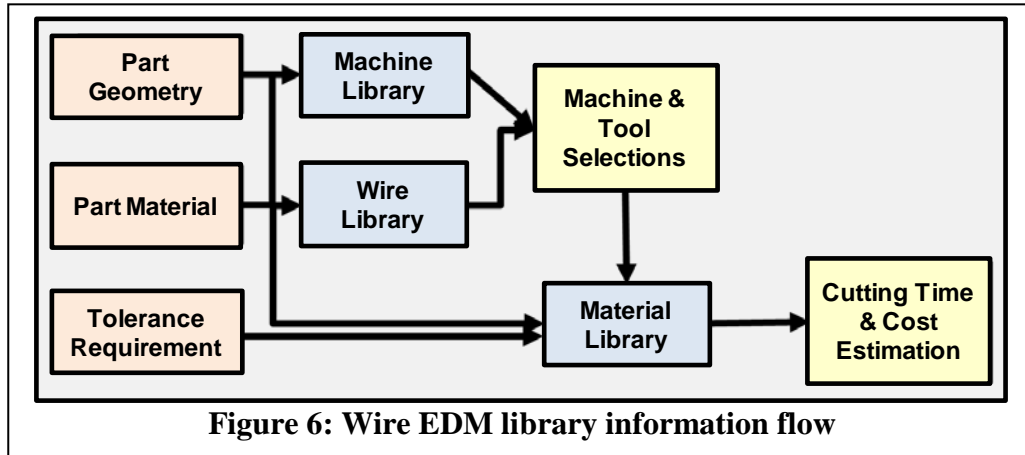 Part
Geometry
Machine
Library
Machine &
Tool
Selections
Part Material
Wire
Library
Tolerance
Requirement
Material
Library
Cutting Time
& Cost
Estimation
Figure 6: Wire EDM library information flow